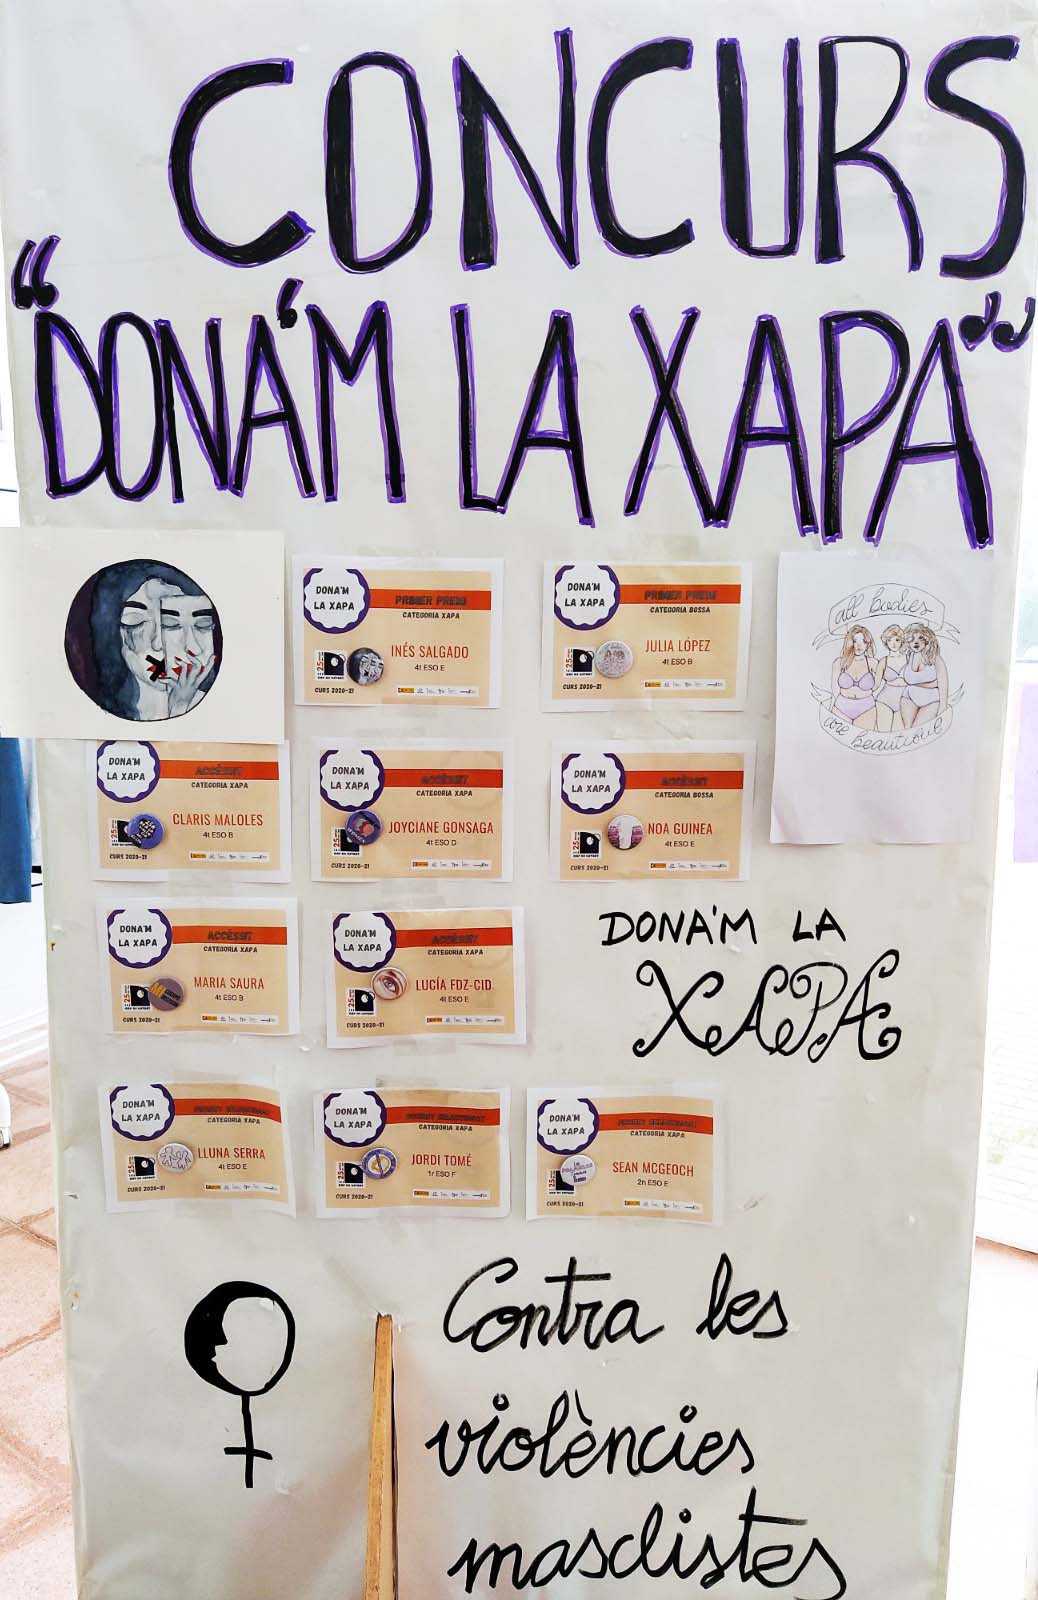 CONCURS
"DONA'M LA XAPA"
DONA'M
LA XAPA
PRIMER PREMI
CATEGORIA XAPA
INÉS SALGADO
4t ESO E
CURS 2020-21
DONA'M
LA XAPA
PRIMER PREMI
CATEGORIA BOSSA
JULIA LÓPEZ
4t ESO B
CURS 2020-21
all bodies
are beautiful
DONA'M
LA XAPA
ACCÈSSIT
CATEGORIA XAPA
CLARIS MALOLES
4t ESO B
CURS 2020-21
DONA'M
LA XAPA
ACCÈSSIT
CATEGORIA XAPA
JOYCIANE GONSAGA
4t ESO D
CURS 2020-21
DONA'M
LA XAPA
ACCÈSSIT
CATEGORIA BOSSA
NOA GUINEA
4t ESO E
CURS 2020-21
DONA'M
LA XAPA
ACCÈSSIT
CATEGORIA XAPA
MARIA SAURA
4t ESO B
CURS 2020-21
DONA'M
LA XAPA
ACCÈSSIT
CATEGORIA XAPA
LUCÍA FDZ-CID
4t ESO E
CURS 2020-21
DONA'M LA
XAPA
DONA'M
LA XAPA
CATEGORIA XAPA
LLUNA SERRA
4t ESO E
CURS 2020-21
DONA'M
LA XAPA
CATEGORIA XAPA
JORDI TOMÉ
1r ESO F
CURS 2020-21
DONA'M
LA XAPA
CATEGORIA XAPA
SEAN MCGEOCH
2n ESO E
CURS 2020-21
Contra les
violències
masclistes